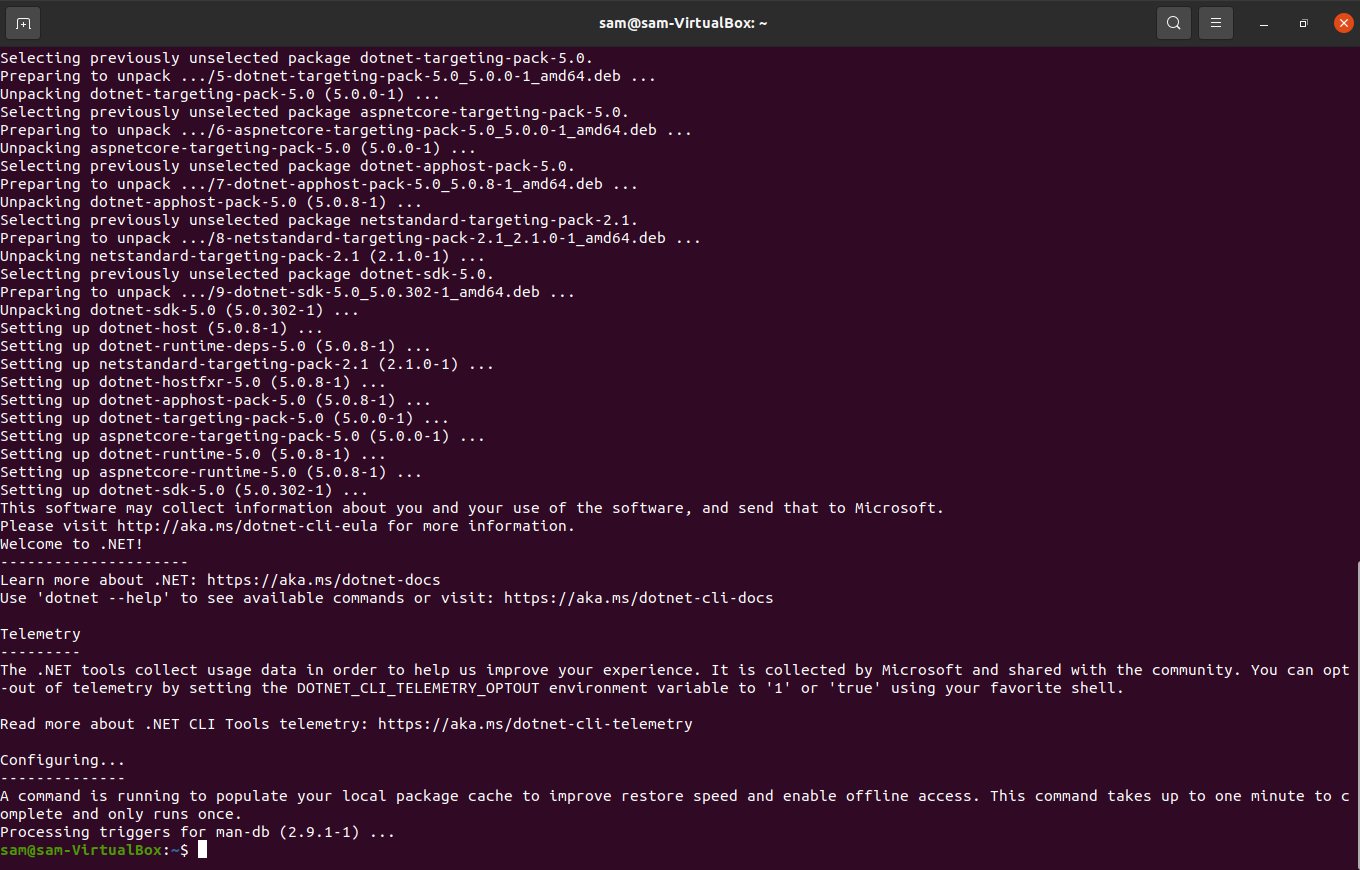 sam@sam-VirtualBox: ~
Selecting previously unselected package dotnet-targeting-pack-5.0.
Preparing to unpack .../5-dotnet-targeting-pack-5.0_5.0.0-1_amd64.deb ...
Unpacking dotnet-targeting-pack-5.0 (5.0.0-1) ...
Selecting previously unselected package aspnetcore-targeting-pack-5.0.
Preparing to unpack .../6-aspnetcore-targeting-pack-5.0_5.0.0-1_amd64.deb ...
Unpacking aspnetcore-targeting-pack-5.0 (5.0.0-1) ...
Selecting previously unselected package dotnet-apphost-pack-5.0.
Preparing to unpack .../7-dotnet-apphost-pack-5.0_5.0.8-1_amd64.deb ...
Unpacking dotnet-apphost-pack-5.0 (5.0.8-1) ...
Selecting previously unselected package netstandard-targeting-pack-2.1.
Preparing to unpack .../8-netstandard-targeting-pack-2.1_2.1.0-1_amd64.deb ...
Unpacking netstandard-targeting-pack-2.1 (2.1.0-1) ...
Selecting previously unselected package dotnet-sdk-5.0.
Preparing to unpack .../9-dotnet-sdk-5.0_5.0.302-1_amd64.deb ...
Unpacking dotnet-sdk-5.0 (5.0.302-1) ...
Setting up dotnet-host (5.0.8-1) ...
Setting up dotnet-runtime-deps-5.0 (5.0.8-1) ...
Setting up netstandard-targeting-pack-2.1 (2.1.0-1) ...
Setting up dotnet-hostfxr-5.0 (5.0.8-1) ...
Setting up dotnet-apphost-pack-5.0 (5.0.8-1) ...
Setting up dotnet-targeting-pack-5.0 (5.0.0-1) ...
Setting up aspnetcore-targeting-pack-5.0 (5.0.0-1) ...
Setting up dotnet-runtime-5.0 (5.0.8-1) ...
Setting up aspnetcore-runtime-5.0 (5.0.8-1) ...
Setting up dotnet-sdk-5.0 (5.0.302-1) ...
This software may collect information about you and your use of the software, and send that to Microsoft.
Please visit http://aka.ms/dotnet-cli-eula for more information.
Welcome to .NET!
---------------------
Learn more about .NET: https://aka.ms/dotnet-docs
Use 'dotnet --help' to see available commands or visit: https://aka.ms/dotnet-cli-docs
Telemetry
---------
The .NET tools collect usage data in order to help us improve your experience. It is collected by Microsoft and shared with the community. You can opt
-out of telemetry by setting the DOTNET_CLI_TELEMETRY_OPTOUT environment variable to '1' or 'true' using your favorite shell.
Read more about .NET CLI Tools telemetry: https://aka.ms/dotnet-cli-telemetry
Configuring...
--------------
A command is running to populate your local package cache to improve restore speed and enable offline access. This command takes up to one minute to c
omplete and only runs once.
Processing triggers for man-db (2.9.1-1) ...
sam@sam-VirtualBox:~$